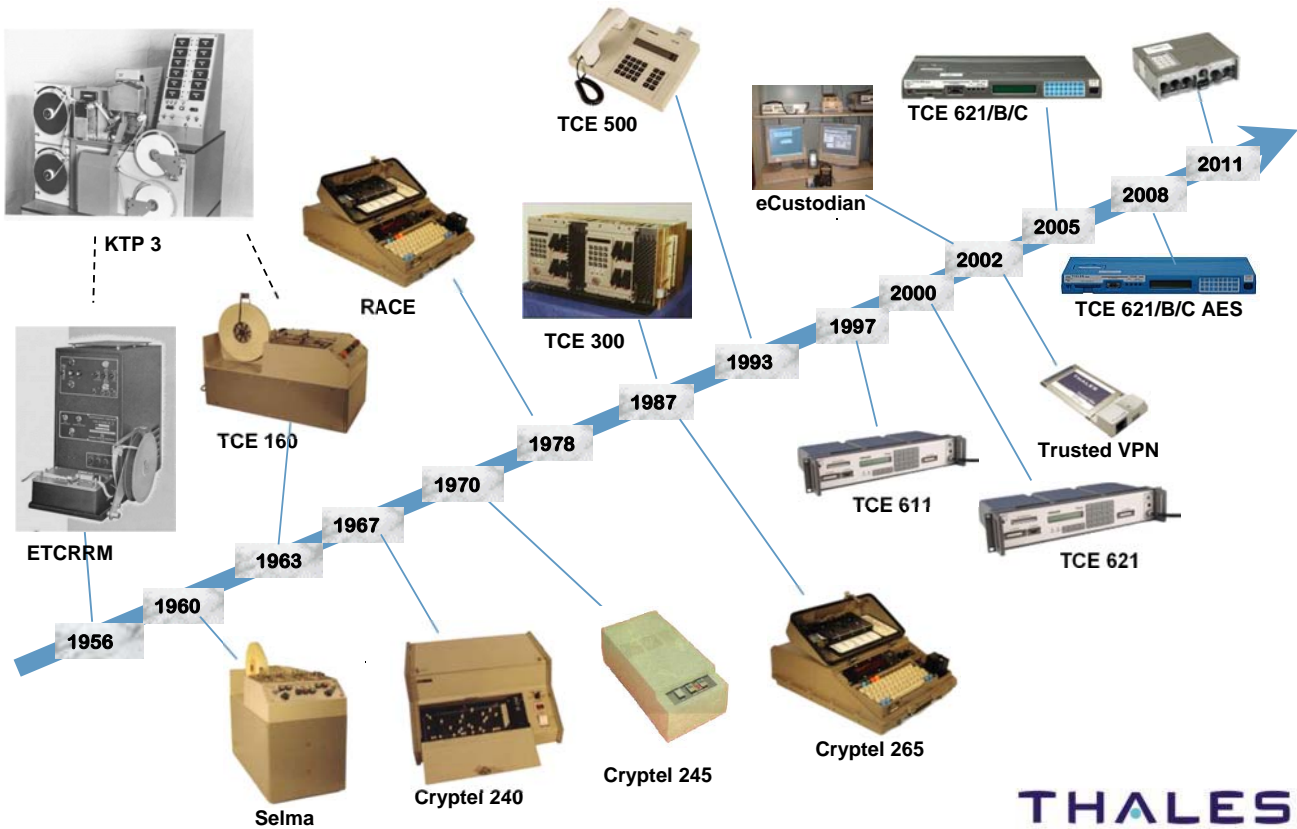 TCE 500
TCE 621/B/C
KTP 3
eCustodian
RACE
TCE 300
TCE 621/B/C AES
TCE 160
Trusted VPN
ETCRRM
TCE 611
TCE 621
Selma
Cryptel 240
Cryptel 245
Cryptel 265
1956
1960
1963
1967
1970
1978
1987
1993
1997
2000
2002
2005
2008
2011
THALES
THALES